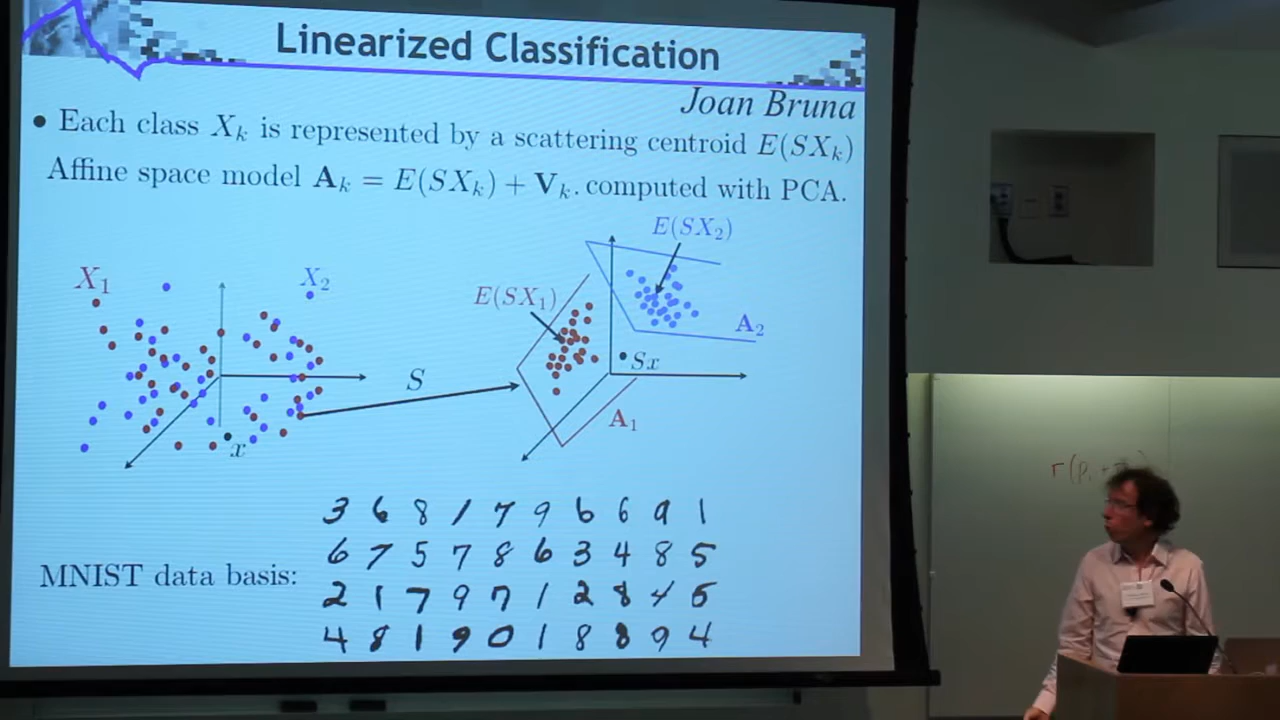 Linearized Classification
Joan Bruna
• Each class X_k is represented by a scattering centroid E(SX_k)
Affine space model A_k = E(SX_k) + V_k. computed with PCA.
E(SX_2)
X_1
X_2
E(SX_1)
A_2
Sx
S
A_1
x
3 6 8 1 7 9 6 6 9 1
6 7 5 7 8 6 3 4 8 5
MNIST data basis:
2 1 7 9 7 1 2 8 4 5
4 8 1 9 0 1 8 8 9 4